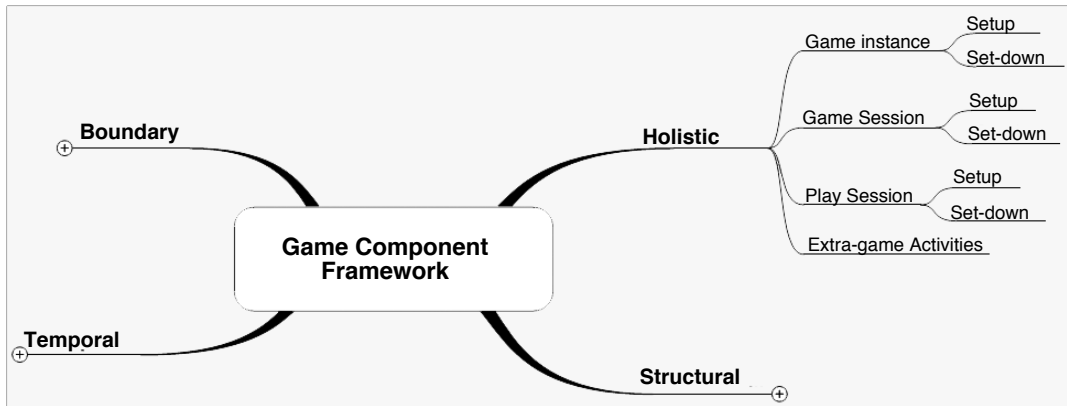 Boundary
Temporal
Game Component
Framework
Holistic
Game instance
Setup
Set-down
Game Session
Setup
Set-down
Play Session
Setup
Set-down
Extra-game Activities
Structural